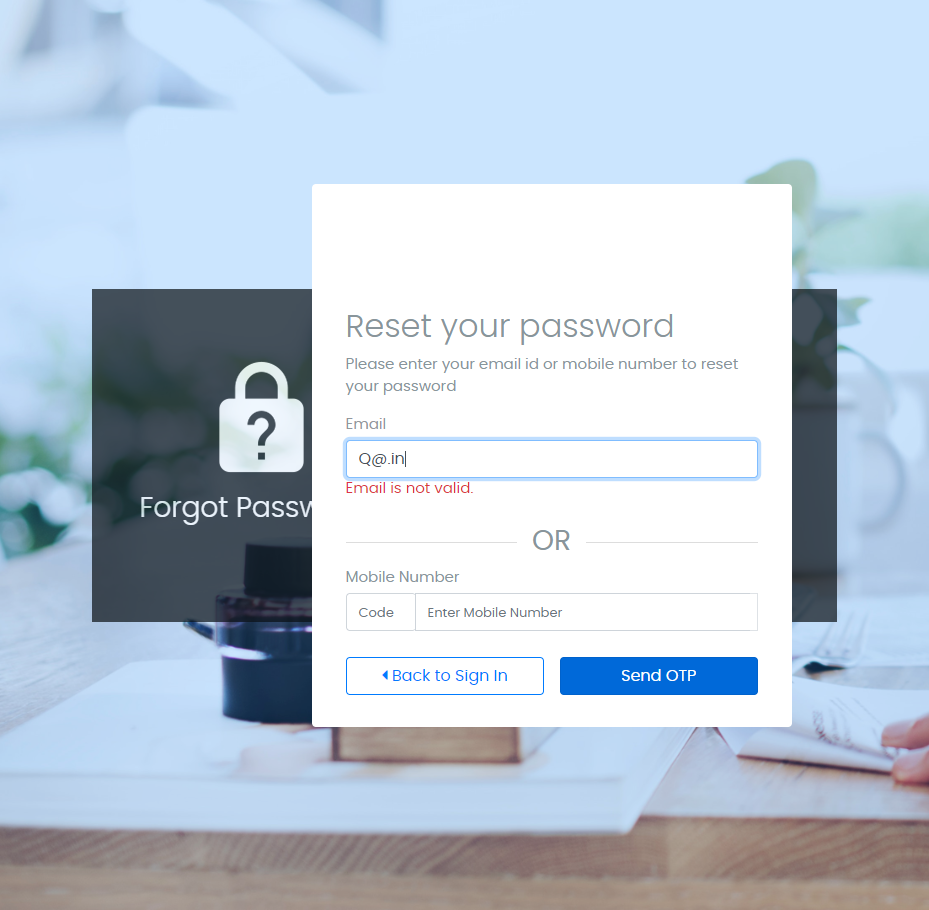 Reset your password
Please enter your email id or mobile number to reset
your password
Email
Q@.in
Email is not valid.
Forgot Passw
OR
Mobile Number
Code Enter Mobile Number
Back to Sign In Send OTP